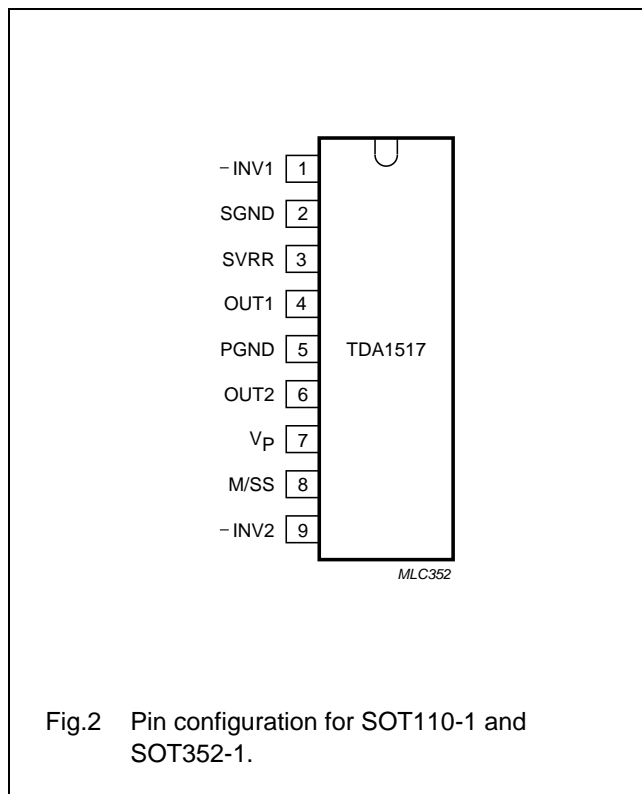 −INV1 1
SGND 2
SVRR 3
OUT1 4
PGND 5 TDA1517
OUT2 6
VP 7
M/SS 8
−INV2 9
MLC352
Fig.2 Pin configuration for SOT110-1 and
SOT352-1.